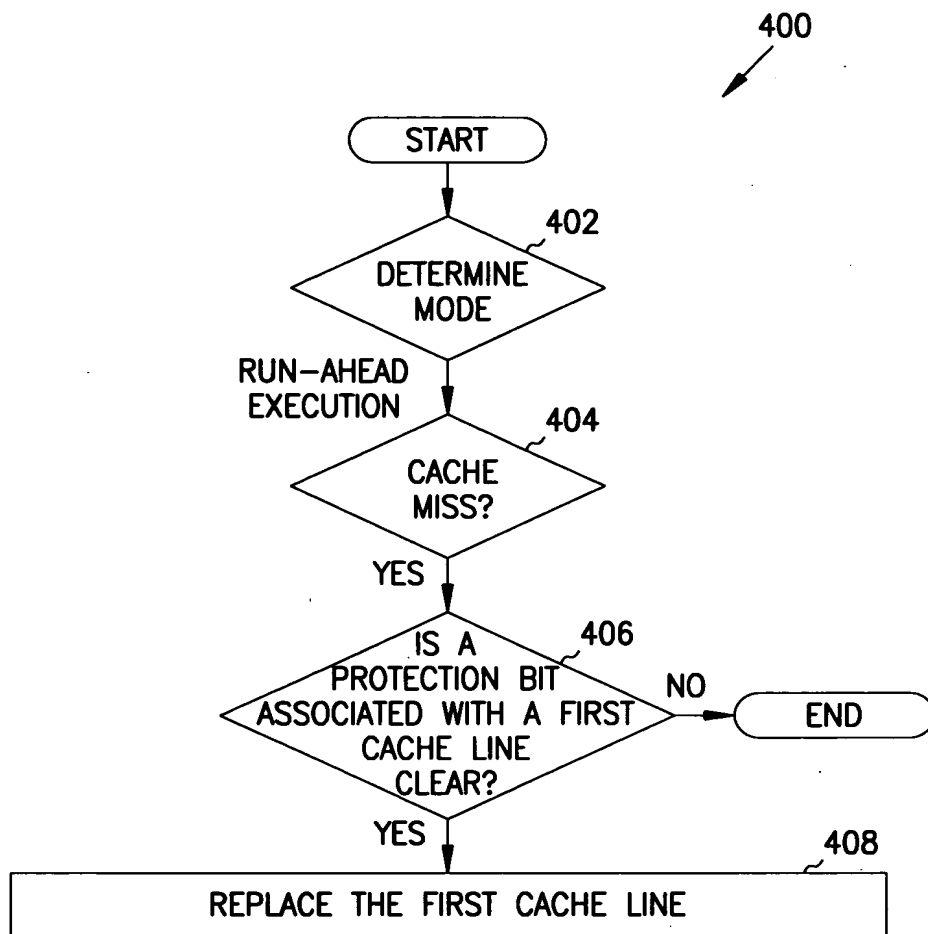 400
START
402
DETERMINE
MODE
RUN-AHEAD
EXECUTION
404
CACHE
MISS?
YES
406
IS A
PROTECTION BIT
ASSOCIATED WITH A FIRST
CACHE LINE
CLEAR?
NO
END
YES
408
REPLACE THE FIRST CACHE LINE